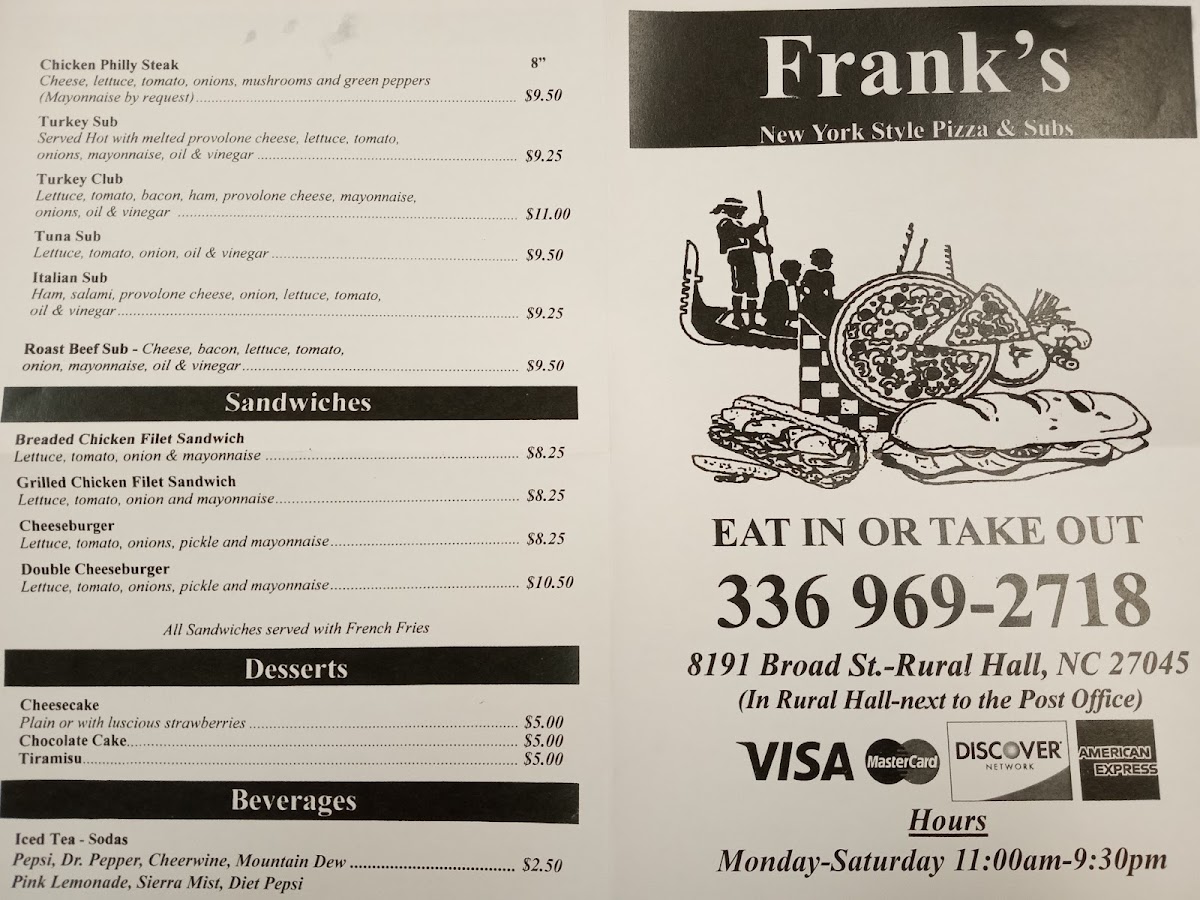 Chicken Philly Steak 8”
Cheese, lettuce, tomato, onions, mushrooms and green peppers
(Mayonnaise by request) $9.50
Turkey Sub
Served Hot with melted provolone cheese, lettuce, tomato,
onions, mayonnaise, oil & vinegar $9.25
Turkey Club
Lettuce, tomato, bacon, ham, provolone cheese, mayonnaise,
onions, oil & vinegar $11.00
Tuna Sub
Lettuce, tomato, onion, oil & vinegar $9.50
Italian Sub
Ham, salami, provolone cheese, onion, lettuce, tomato,
oil & vinegar $9.25
Roast Beef Sub - Cheese, bacon, lettuce, tomato,
onion, mayonnaise, oil & vinegar $9.50
Sandwiches
Breaded Chicken Filet Sandwich
Lettuce, tomato, onion & mayonnaise $8.25
Grilled Chicken Filet Sandwich
Lettuce, tomato, onion and mayonnaise $8.25
Cheeseburger
Lettuce, tomato, onions, pickle and mayonnaise $8.25
Double Cheeseburger
Lettuce, tomato, onions, pickle and mayonnaise $10.50
All Sandwiches served with French Fries
Desserts
Cheesecake
Plain or with luscious strawberries $5.00
Chocolate Cake $5.00
Tiramisu $5.00
Beverages
Iced Tea - Sodas
Pepsi, Dr. Pepper, Cheerwine, Mountain Dew $2.50
Pink Lemonade, Sierra Mist, Diet Pepsi
Frank’s
New York Style Pizza & Subs
EAT IN OR TAKE OUT
336 969-2718
8191 Broad St.-Rural Hall, NC 27045
(In Rural Hall-next to the Post Office)
VISA
MasterCard
DISCOVER
NETWORK
AMERICAN
EXPRESS
Hours
Monday-Saturday 11:00am-9:30pm